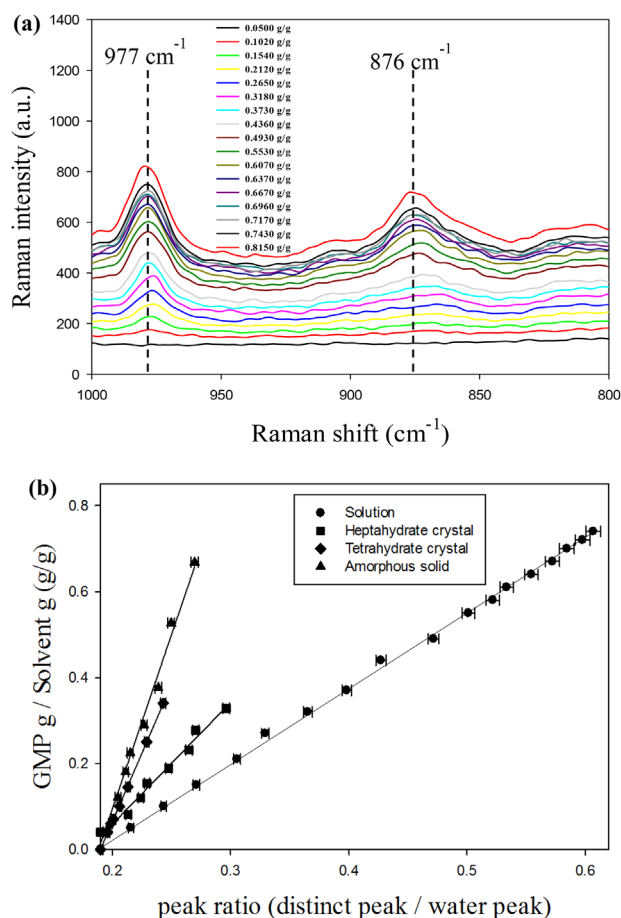 (a)
977 cm⁻¹
876 cm⁻¹
0.0500 g/g
0.1020 g/g
0.1540 g/g
0.2120 g/g
0.2650 g/g
0.3180 g/g
0.3730 g/g
0.4360 g/g
0.4930 g/g
0.5530 g/g
0.6070 g/g
0.6370 g/g
0.6670 g/g
0.6960 g/g
0.7170 g/g
0.7430 g/g
0.8150 g/g
Raman intensity (a.u.)
1400
1200
1000
800
600
400
200
0
1000 950 900 850 800
Raman shift (cm⁻¹)
(b)
Solution
Heptahydrate crystal
Tetrahydrate crystal
Amorphous solid
GMP g / Solvent g (g/g)
0.8
0.6
0.4
0.2
0.0
0.2 0.3 0.4 0.5 0.6
peak ratio (distinct peak / water peak)